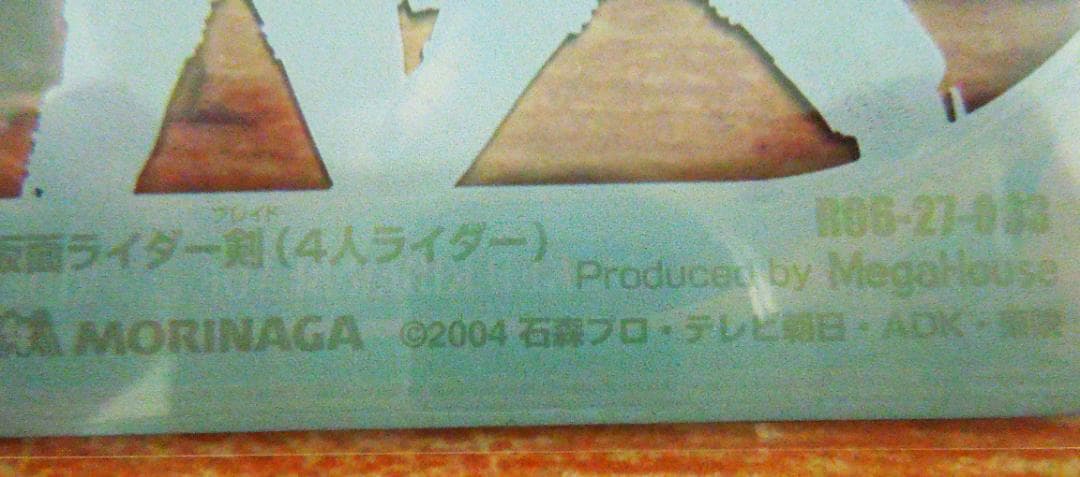 ブレイド
仮面ライダー剣(4人ライダー)
R06-27-033
Produced by MegaHouse
MORINAGA ©2004 石森プロ・テレビ朝日・ADK・東映